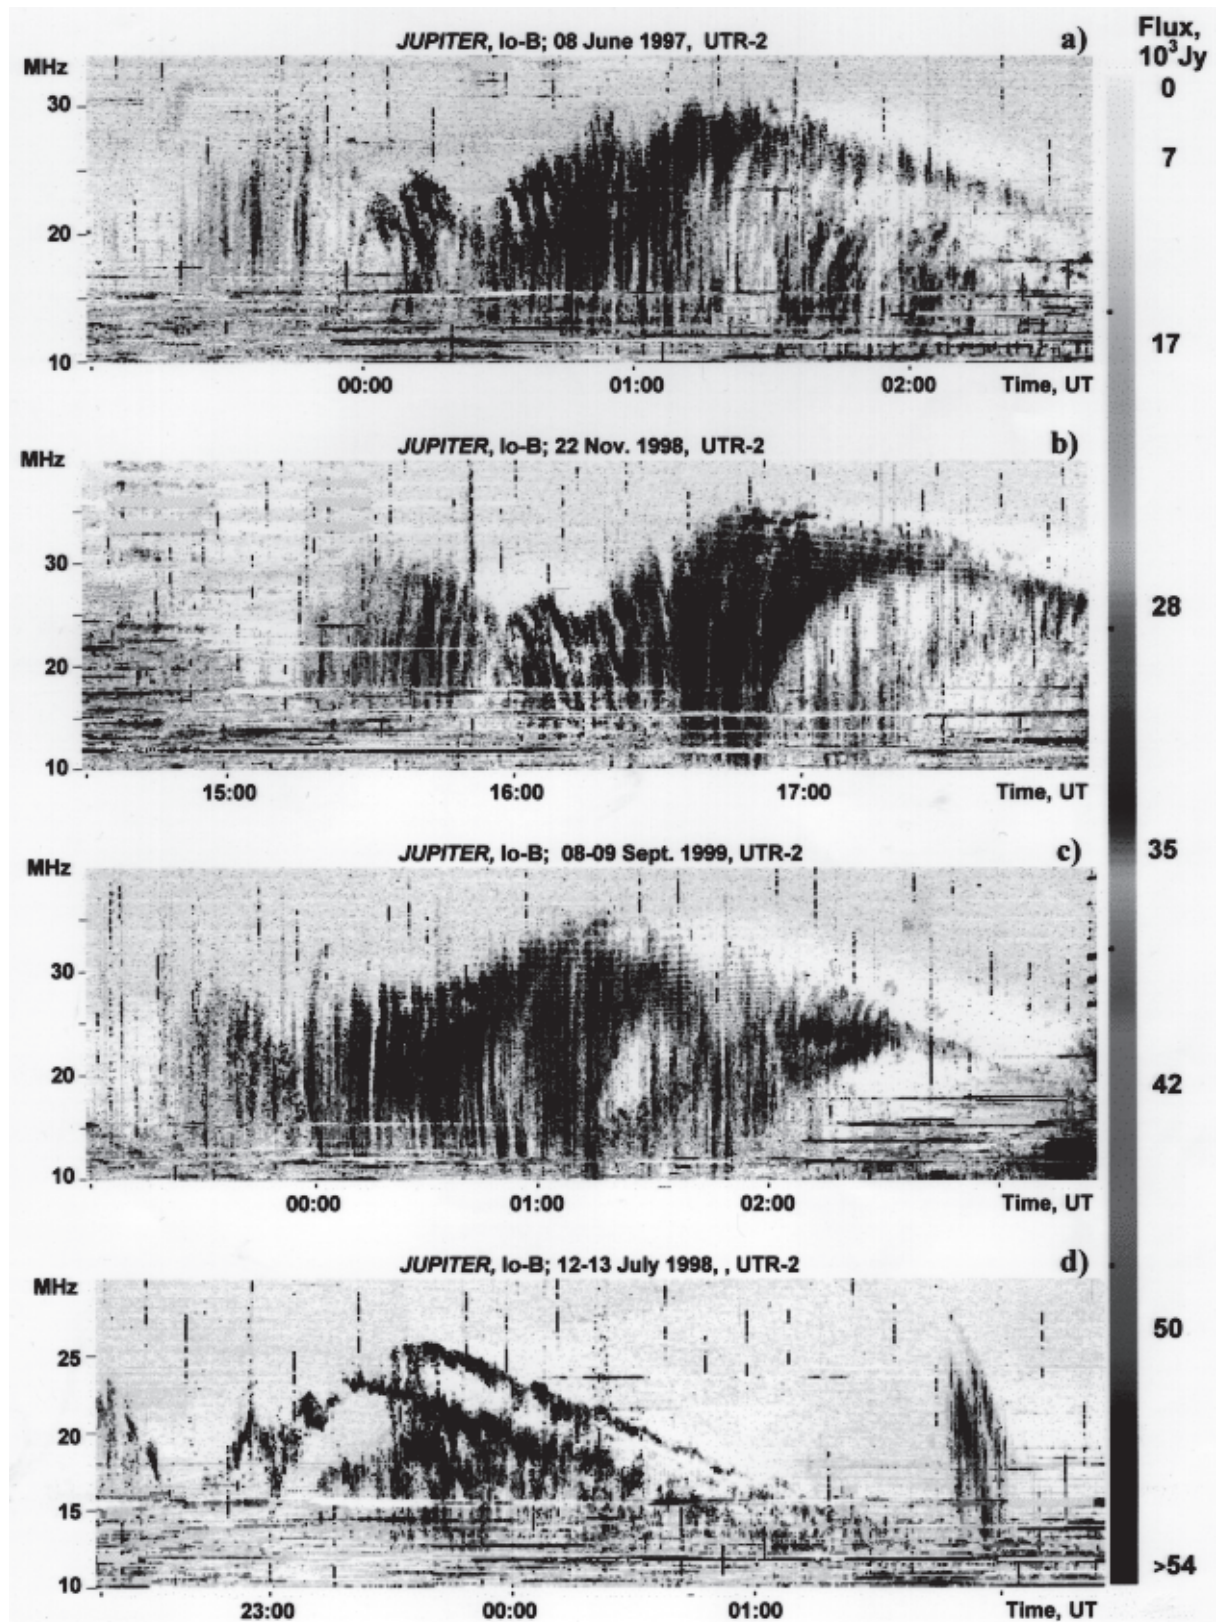 JUPITER, Io-B; 08 June 1997, UTR-2
a)
Flux,
10³Jy
MHz
30
20
10
00:00 01:00 02:00 Time, UT
JUPITER, Io-B; 22 Nov. 1998, UTR-2
b)
MHz
30
20
10
15:00 16:00 17:00 Time, UT
JUPITER, Io-B; 08-09 Sept. 1999, UTR-2
c)
MHz
30
20
10
00:00 01:00 02:00 Time, UT
JUPITER, Io-B; 12-13 July 1998, , UTR-2
d)
MHz
25
20
15
10
23:00 00:00 01:00 Time, UT
0
7
17
28
35
42
50
>54